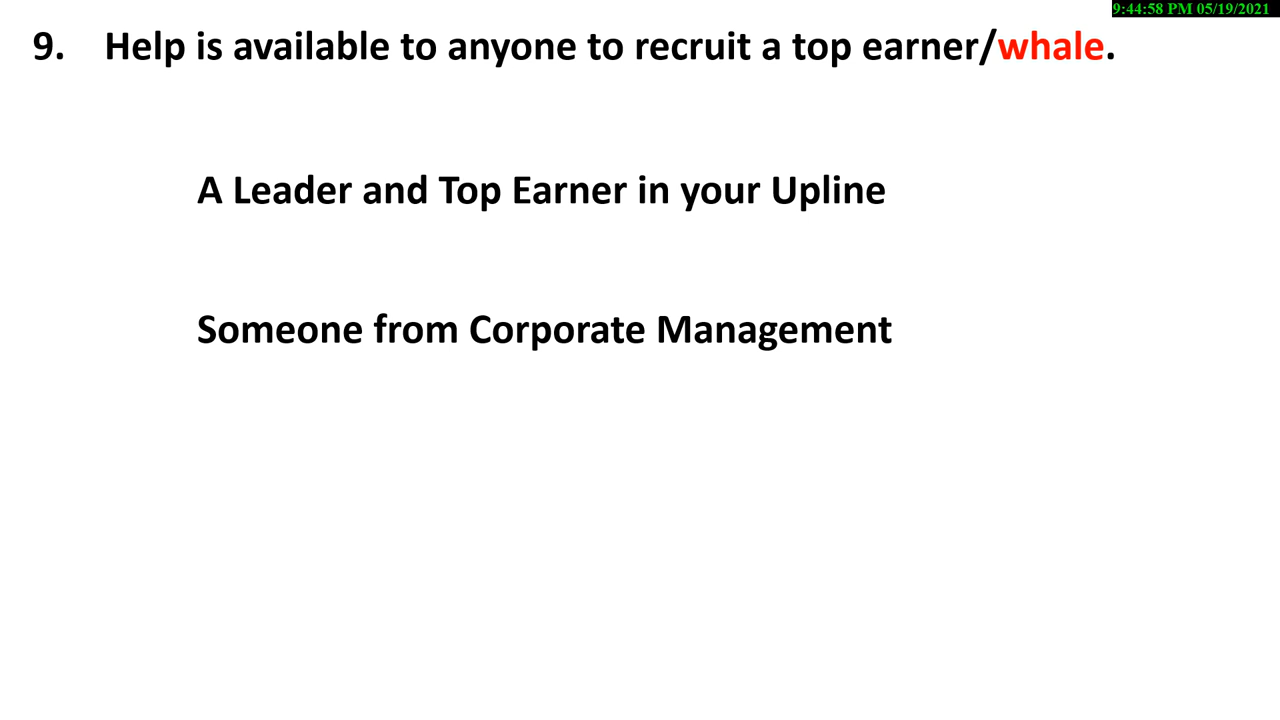 9:44:58 PM 05/19/2021
9. Help is available to anyone to recruit a top earner/whale.
A Leader and Top Earner in your Upline
Someone from Corporate Management